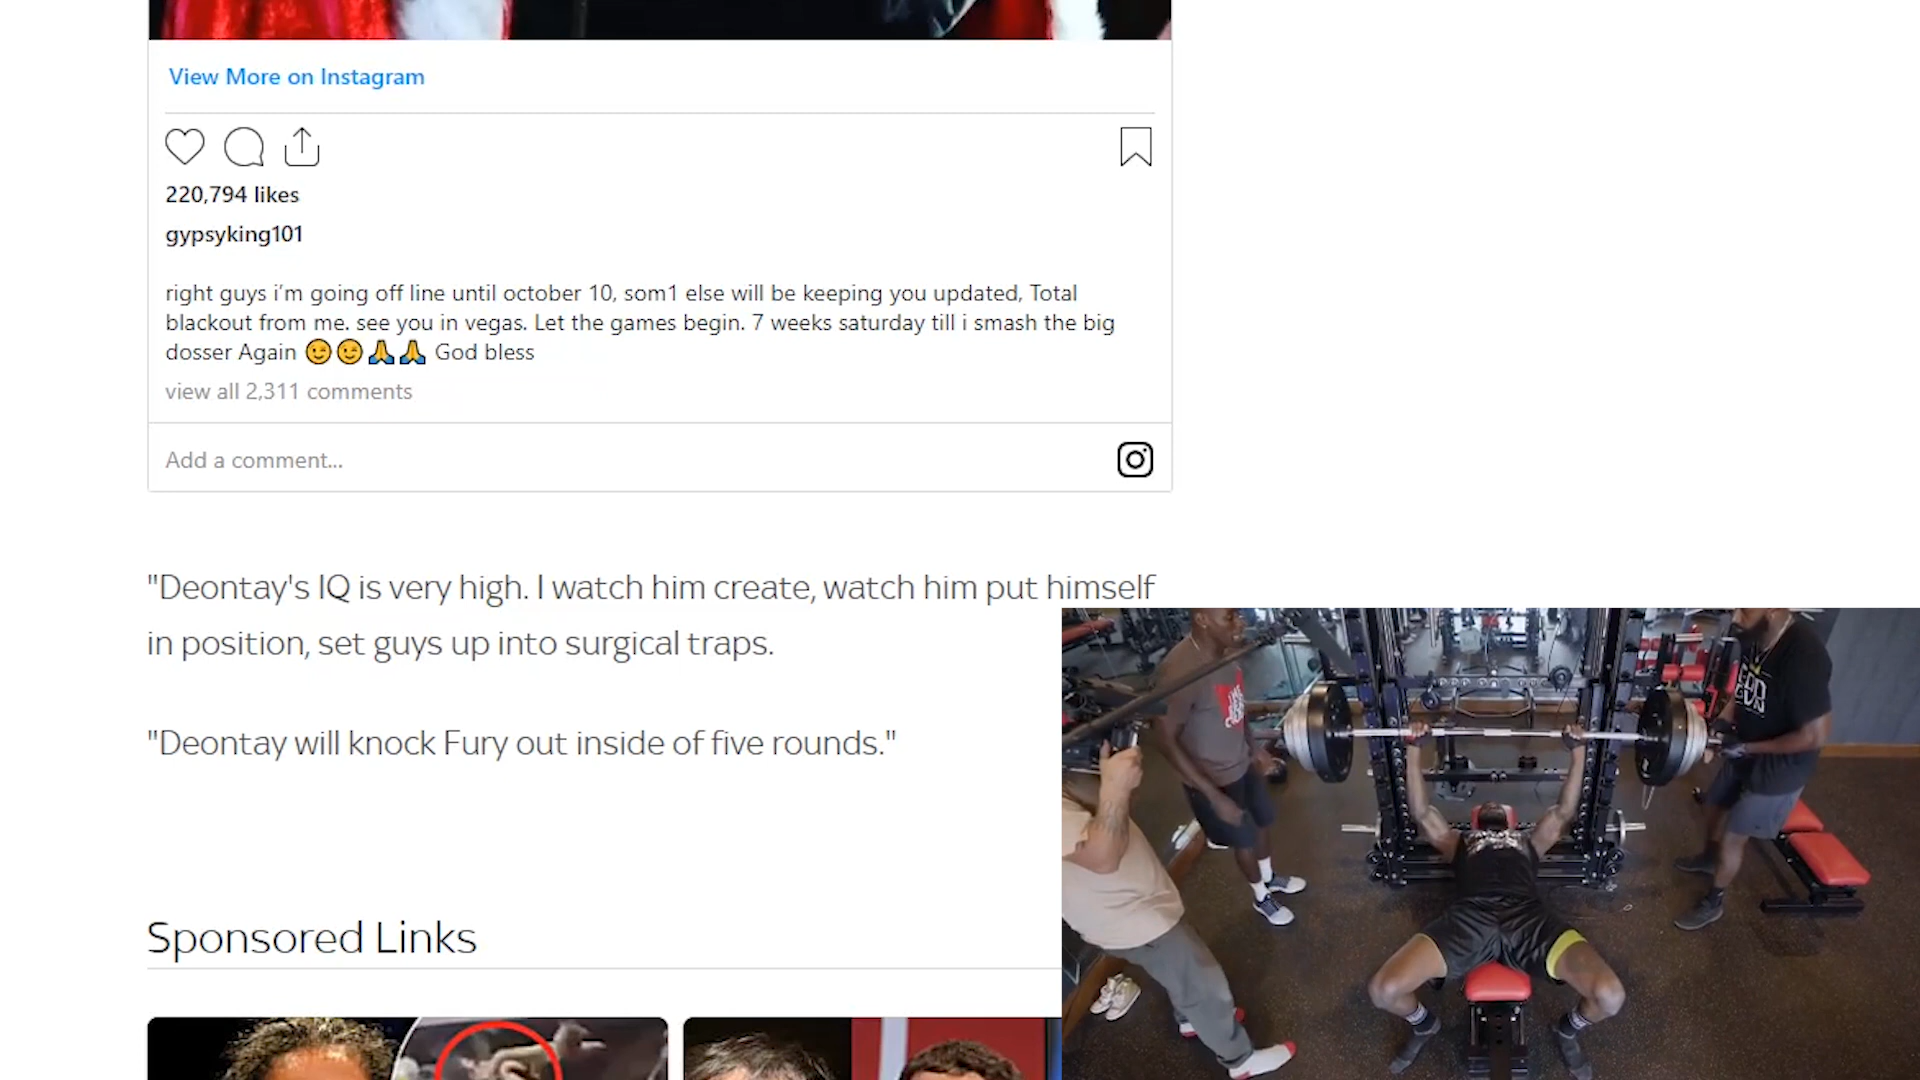 View More on Instagram
220,794 likes
gypsyking101
right guys i'm going off line until october 10, som1 else will be keeping you updated, Total
blackout from me. see you in vegas. Let the games begin. 7 weeks saturday till i smash the big
dosser Again 😉😉🙏🙏 God bless
view all 2,311 comments
Add a comment...
"Deontay's IQ is very high. I watch him create, watch him put himself
in position, set guys up into surgical traps.
"Deontay will knock Fury out inside of five rounds."
Sponsored Links